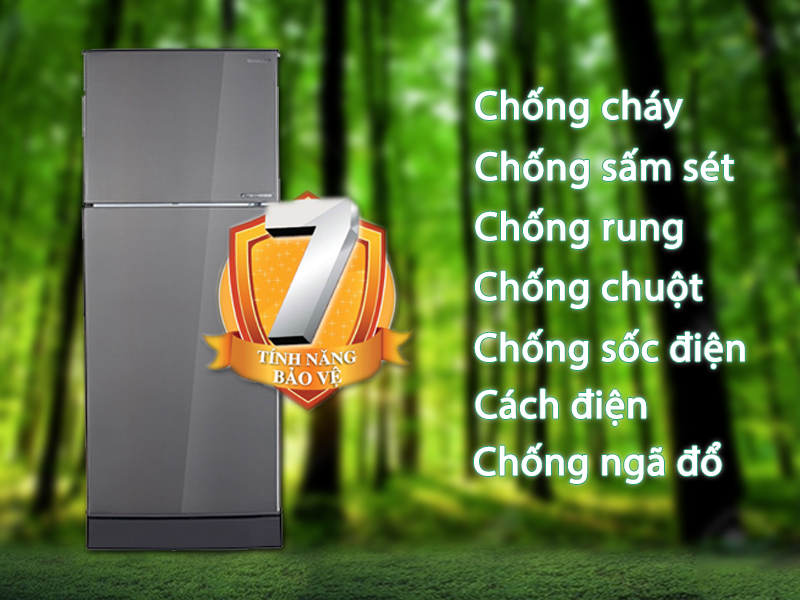 7
TÍNH NĂNG
BẢO VỆ
Chống cháy
Chống sấm sét
Chống rung
Chống chuột
Chống sốc điện
Cách điện
Chống ngã đổ